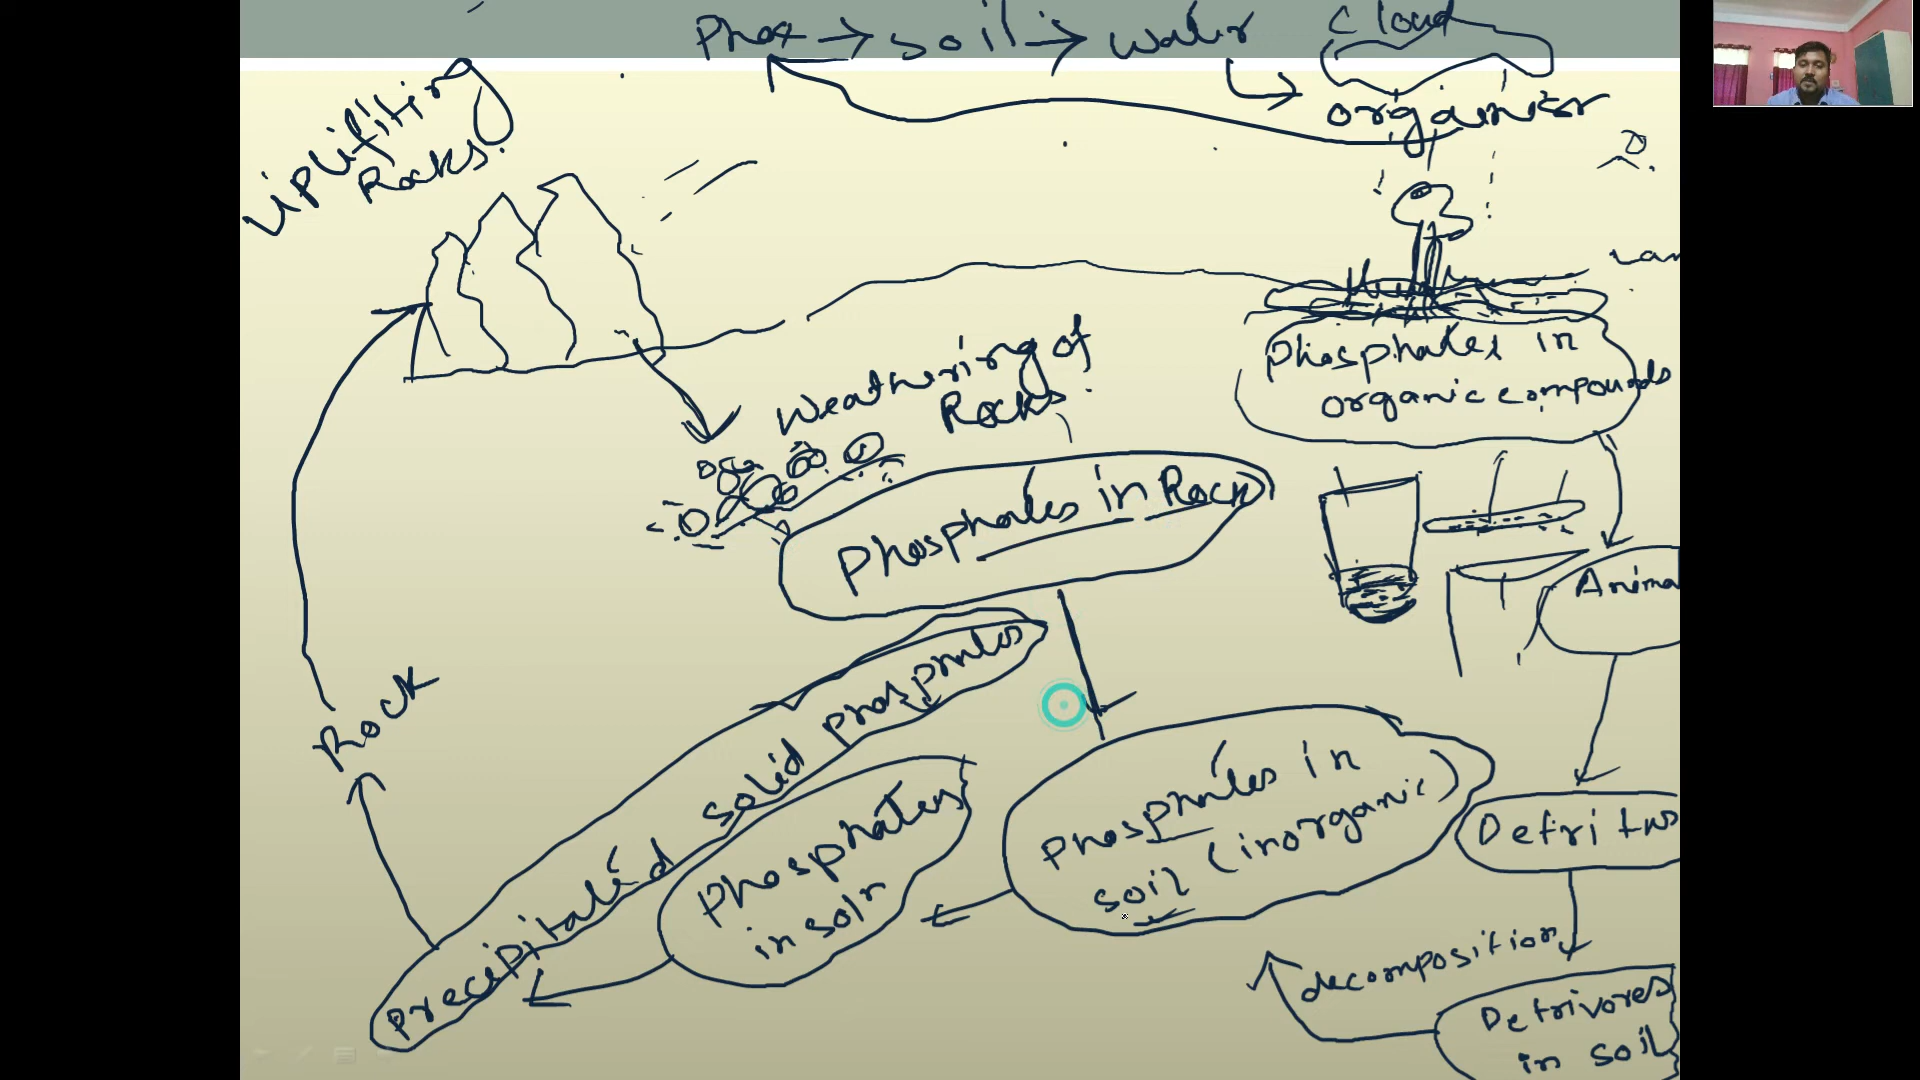 Phos → soil → water
cloud
organism
Uplifting
Rocks.
Weathering of
Rocks
Phosphates in
organic compounds
Phosphates in Rock
Anima
Precipitated solid phosphates
Rock
Phosphates in
soil (inorganic)
Phosphates
in soln
Detritus
decomposition
Detrivores
in soil